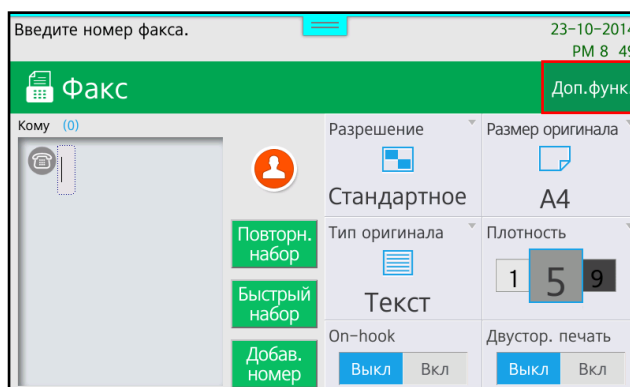 Введите номер факса.
23-10-2014
PM 8 49
Факс
Доп.функ
Кому (0)
Повторн.
набор
Быстрый
набор
Добав.
номер
Разрешение
Стандартное
Размер оригинала
A4
Тип оригинала
Текст
Плотность
1 5 9
On-hook
Выкл Вкл
Двустор. печать
Выкл Вкл